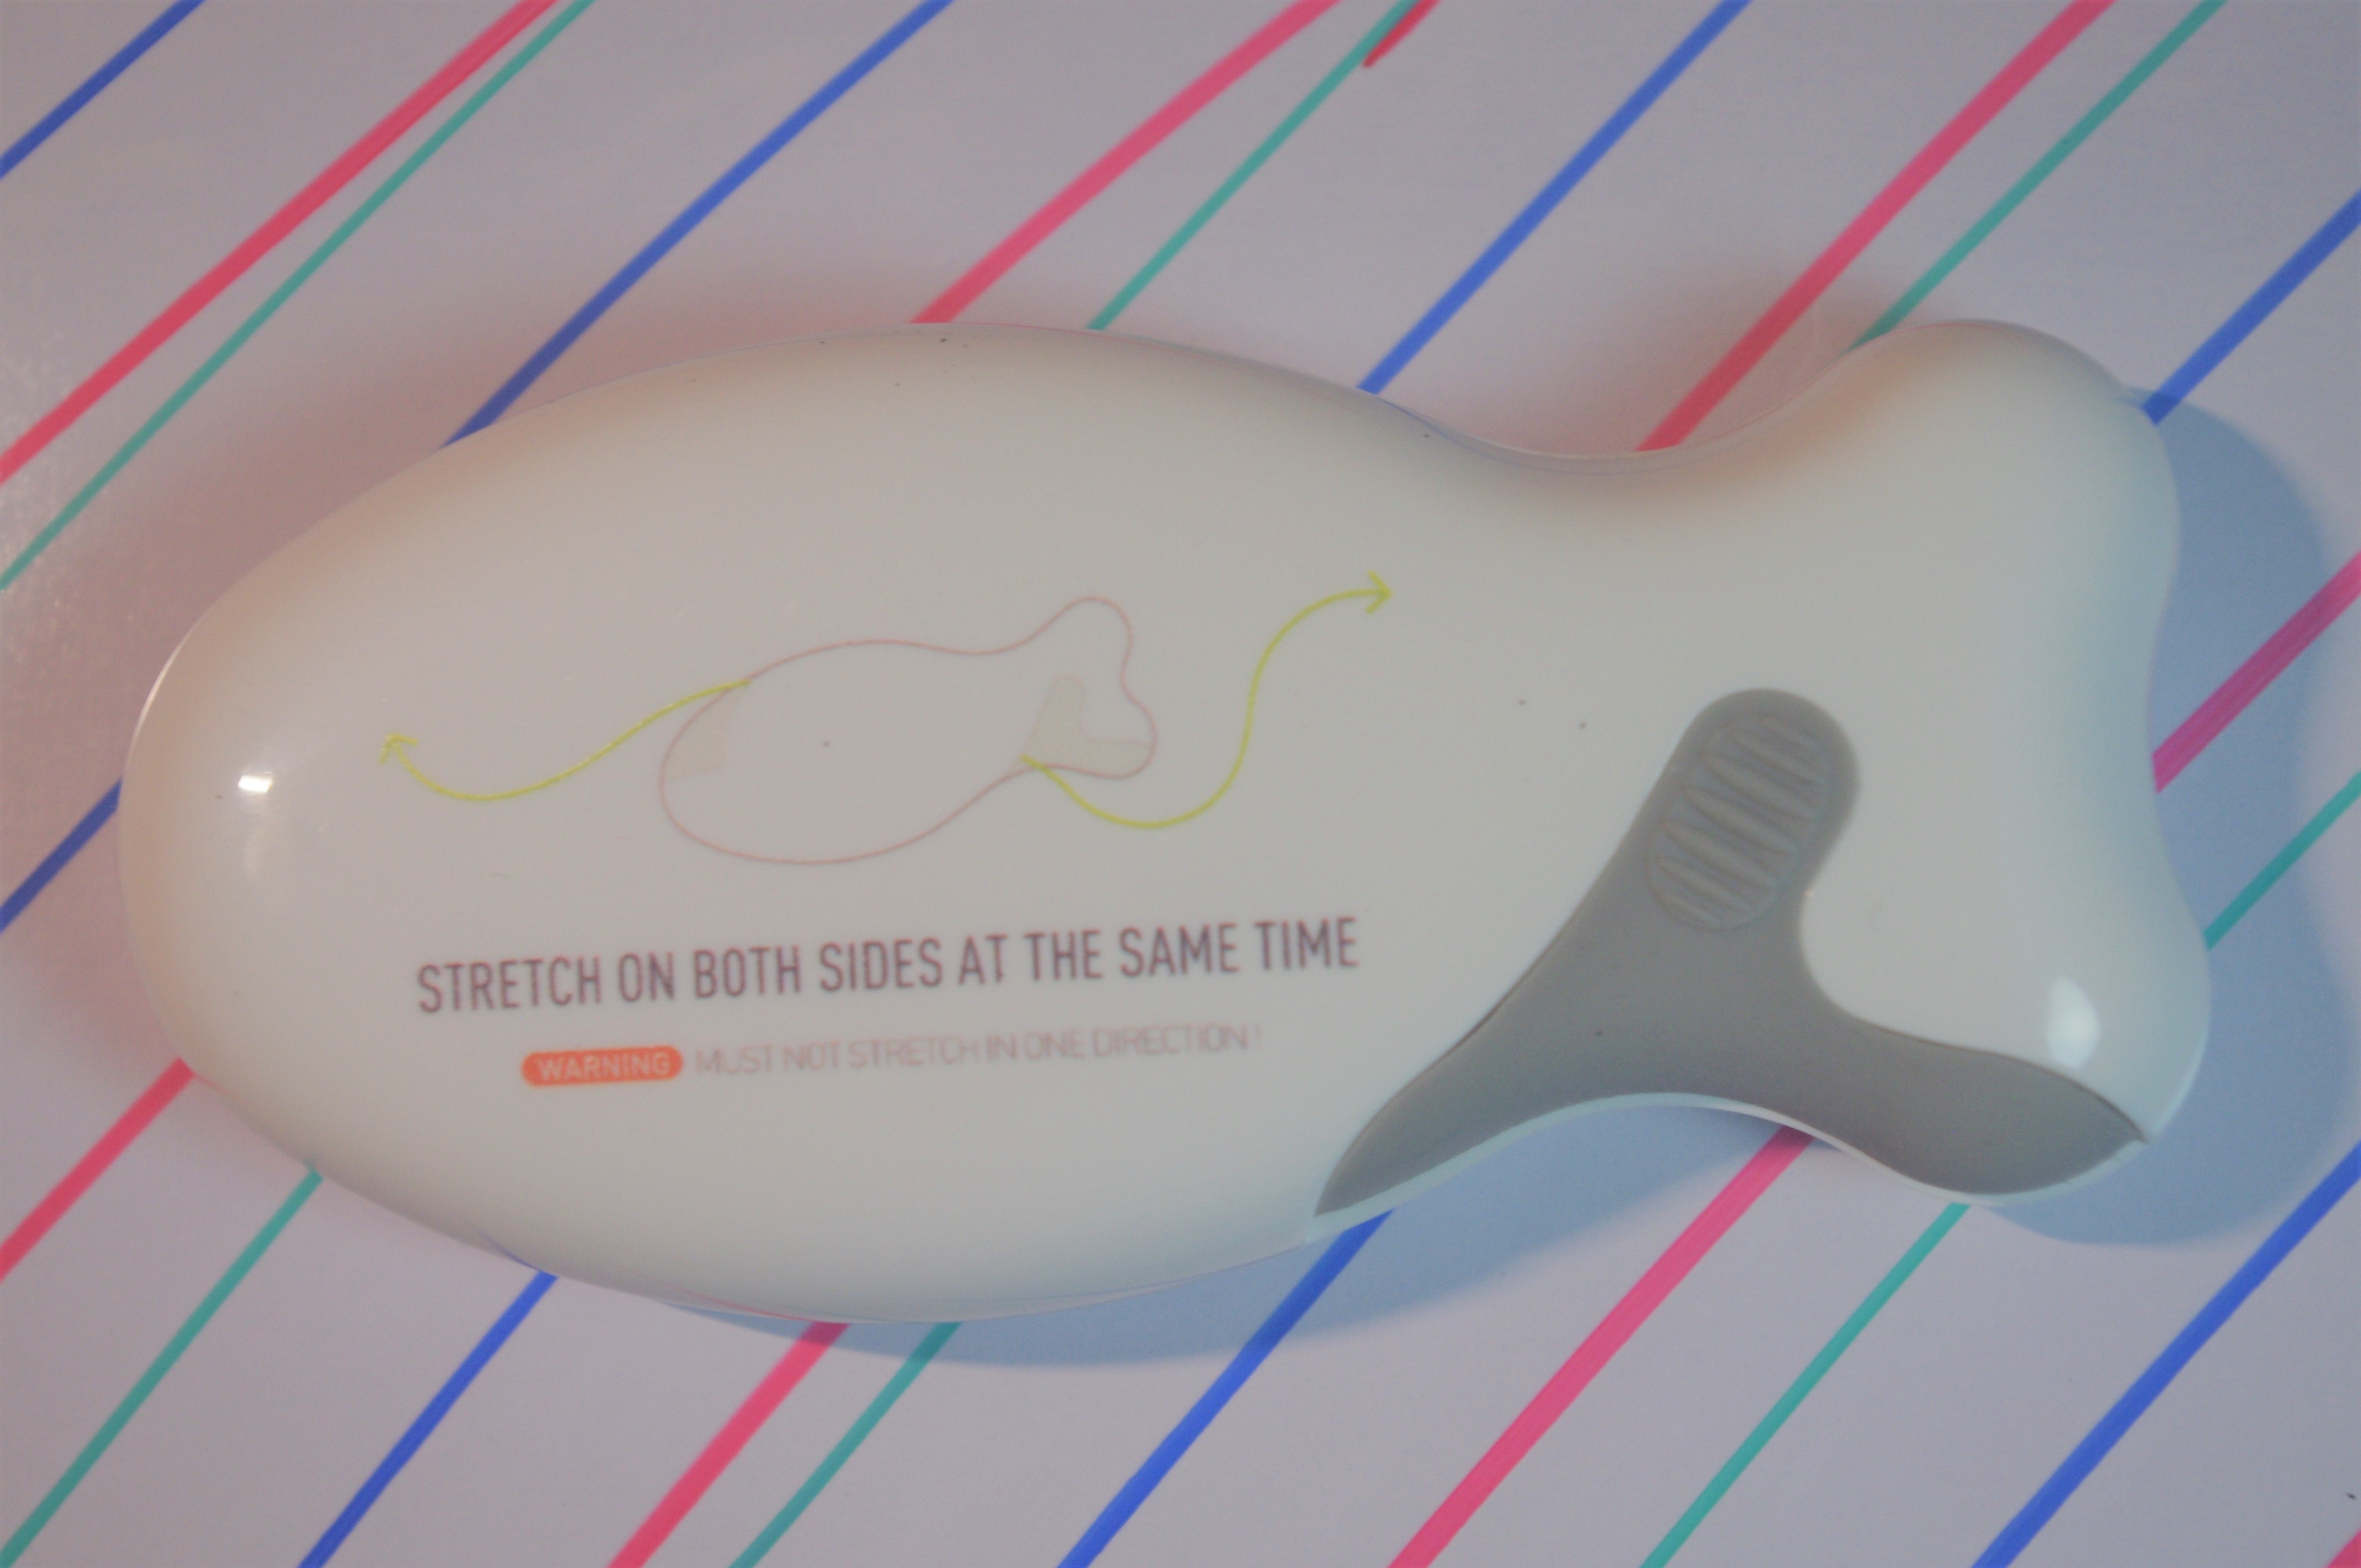 STRETCH ON BOTH SIDES AT THE SAME TIME
WARNING MUST NOT STRETCH IN ONE DIRECTION!